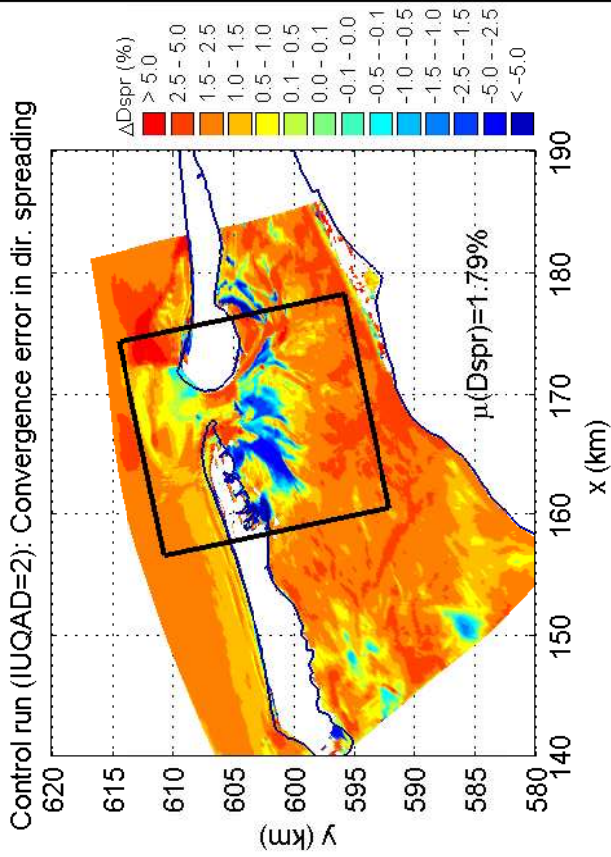 Control run (IUQAD=2): Convergence error in dir. spreading
ΔDspr (%)
> 5.0
2.5 - 5.0
1.5 - 2.5
1.0 - 1.5
0.5 - 1.0
0.1 - 0.5
0.0 - 0.1
-0.1 - 0.0
-0.5 - -0.1
-1.0 - -0.5
-1.5 - -1.0
-2.5 - -1.5
-5.0 - -2.5
< -5.0
620
615
610
605
600
595
590
585
580
y (km)
μ(Dspr)=1.79%
140
150
160
170
180
190
x (km)